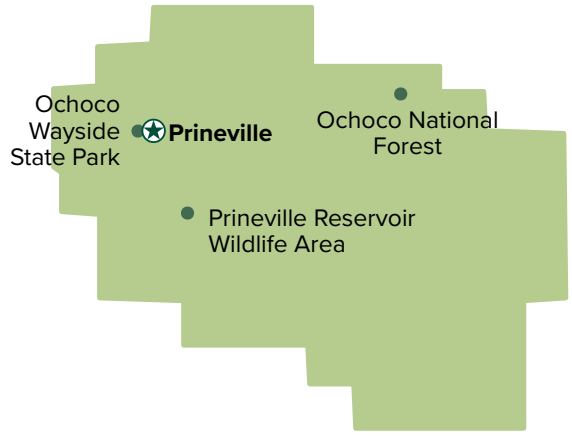 Ochoco
Wayside
State Park
Prineville
Ochoco National
Forest
Prineville Reservoir
Wildlife Area